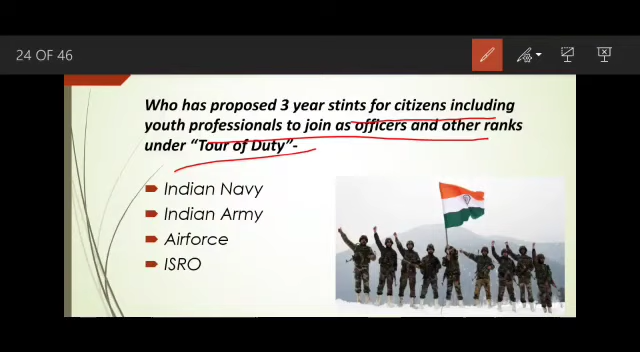 24 OF 46
Who has proposed 3 year stints for citizens including
youth professionals to join as officers and other ranks
under “Tour of Duty”-
Indian Navy
Indian Army
Airforce
ISRO